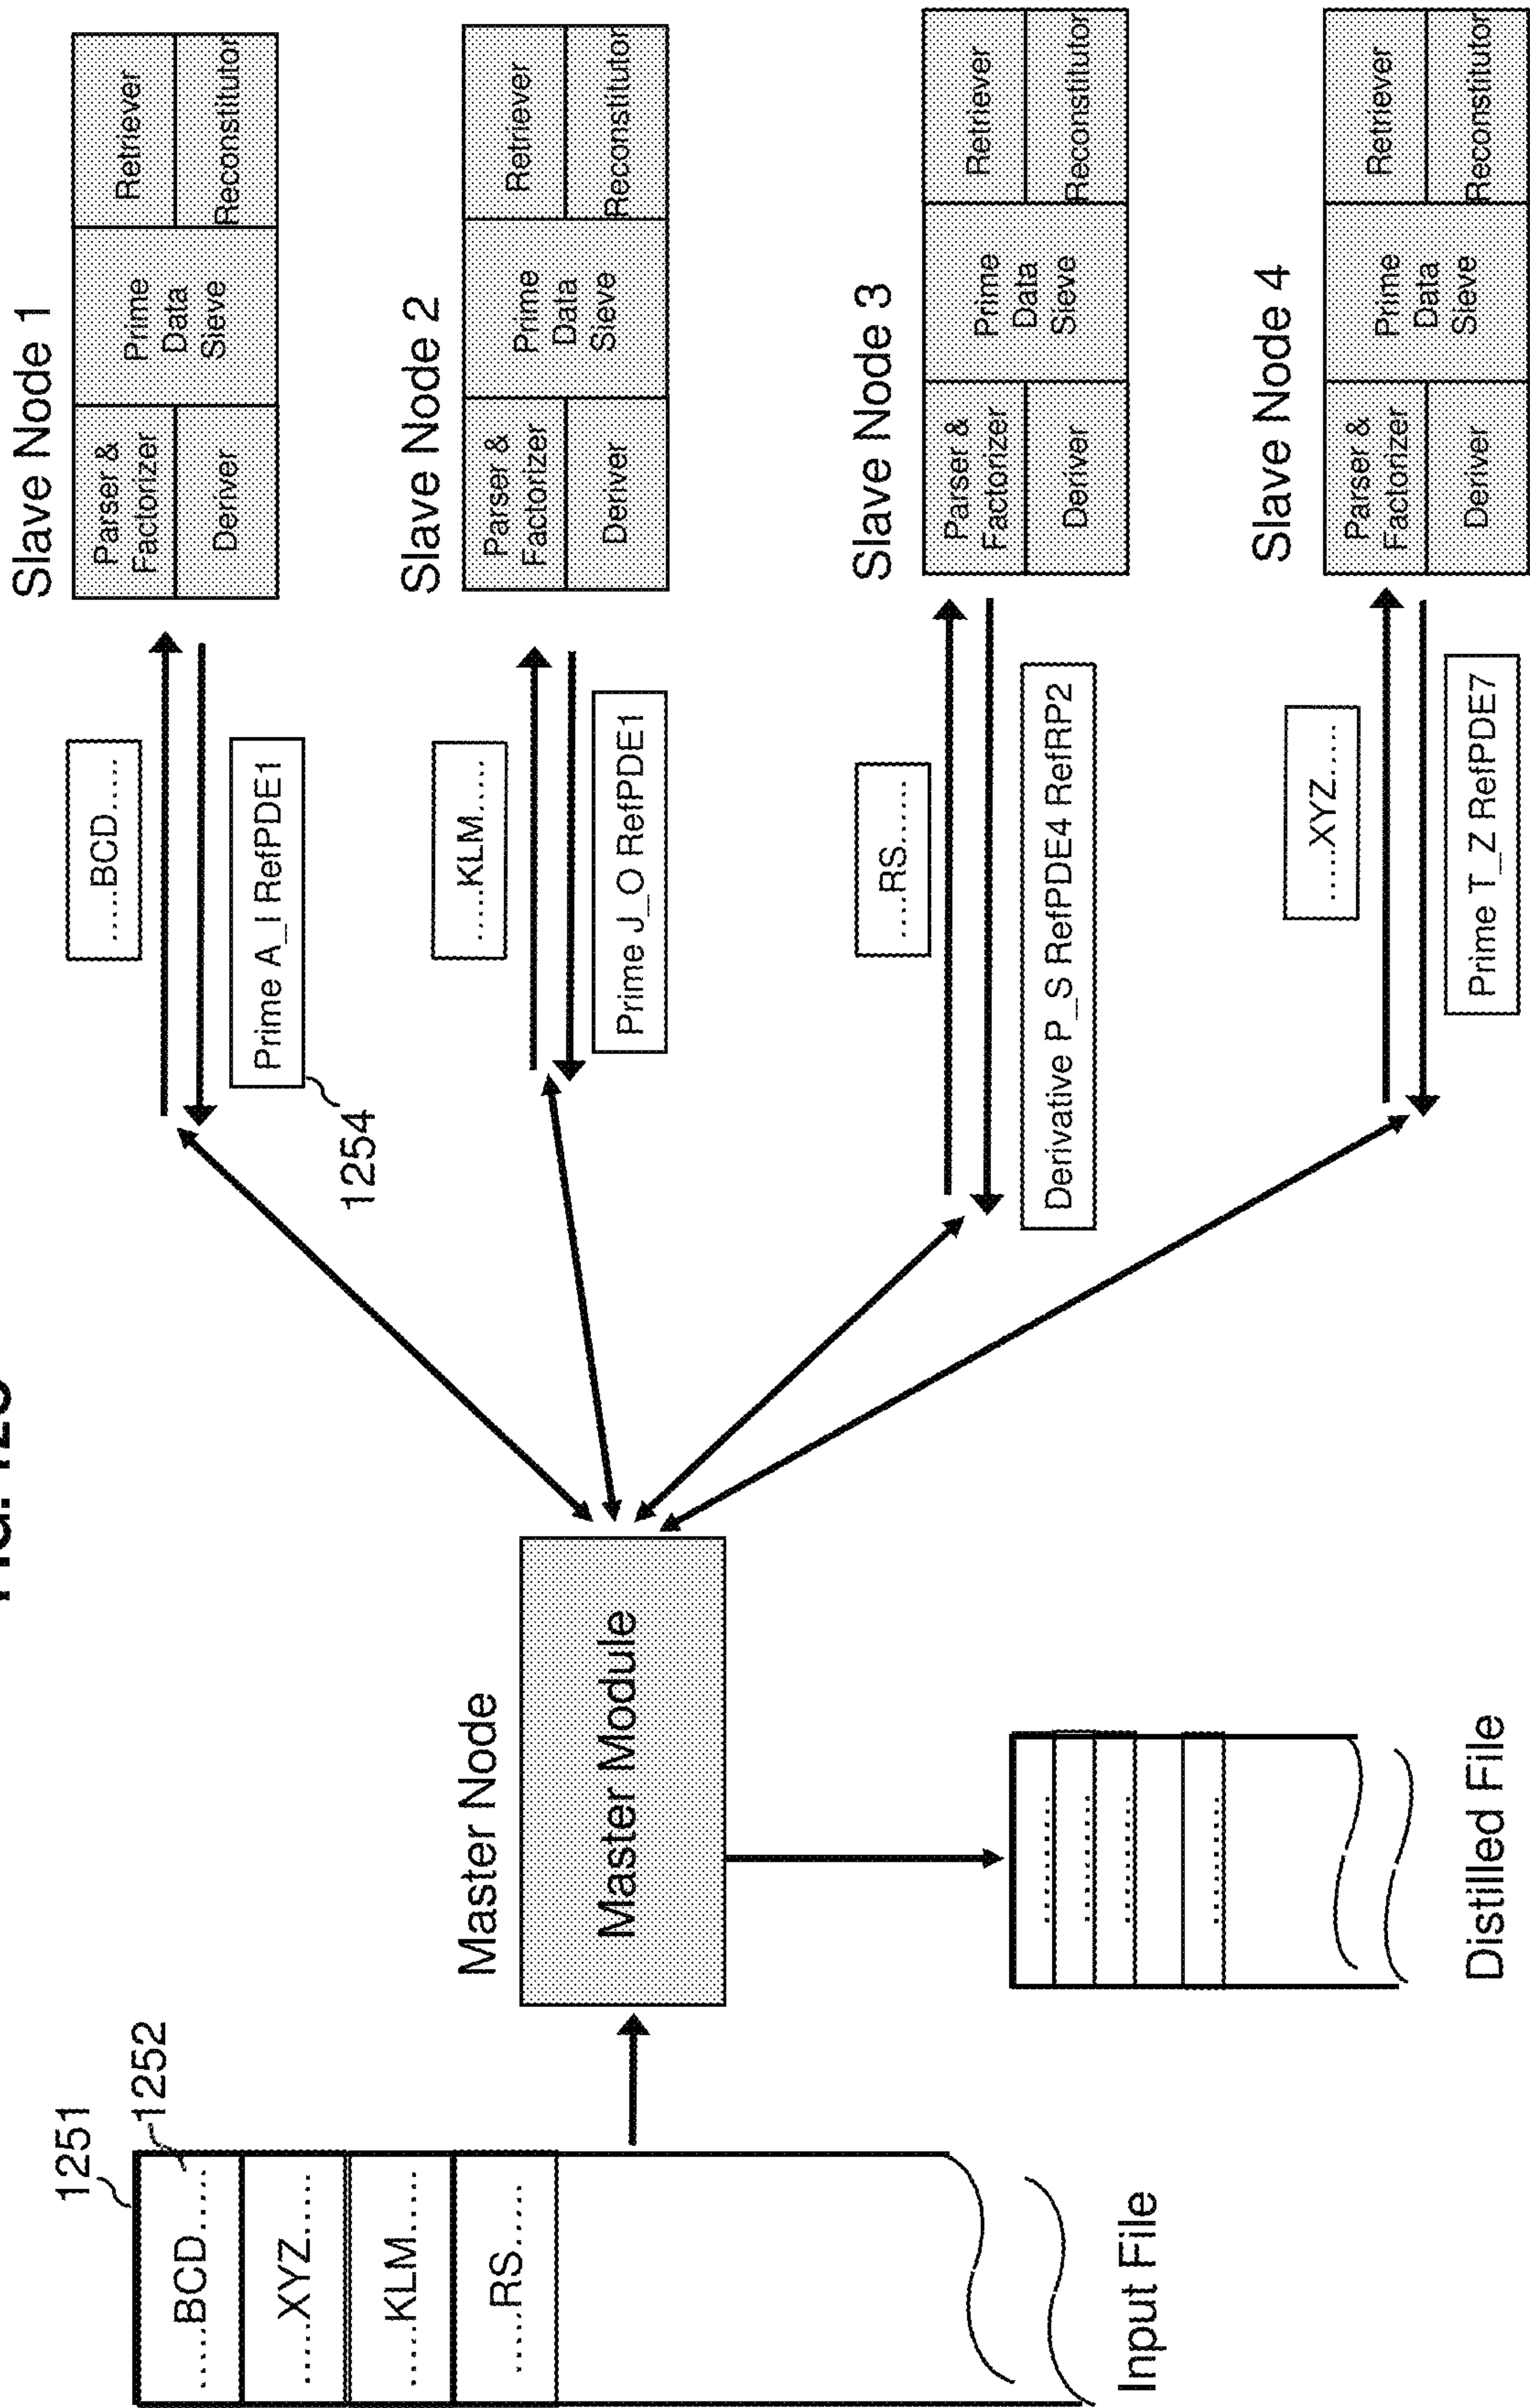 1251
1252
.....BCD.....
.....XYZ.....
.....KLM.....
.....RS.....
Input File
Master Node
Master Module
........
........
........
........
Distilled File
.....BCD.....
Prime A_I RefPDE1
1254
Slave Node 1
Parser &
Factorizer
Deriver
Prime
Data
Sieve
Retriever
Reconstitutor
.....KLM.....
Prime J_O RefPDE1
Slave Node 2
Parser &
Factorizer
Deriver
Prime
Data
Sieve
Retriever
Reconstitutor
.....RS......
Derivative P_S RefPDE4 RefRP2
Slave Node 3
Parser &
Factorizer
Deriver
Prime
Data
Sieve
Retriever
Reconstitutor
.....XYZ.....
Prime T_Z RefPDE7
Slave Node 4
Parser &
Factorizer
Deriver
Prime
Data
Sieve
Retriever
Reconstitutor